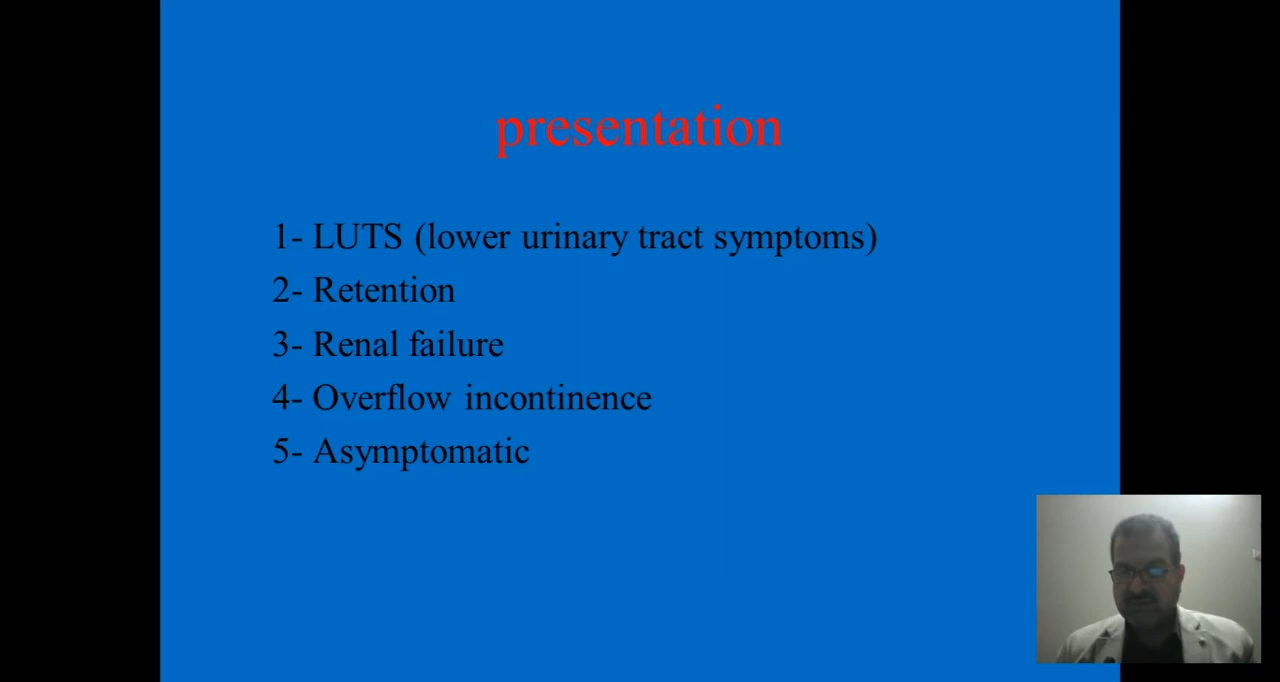 presentation
1- LUTS (lower urinary tract symptoms)
2- Retention
3- Renal failure
4- Overflow incontinence
5- Asymptomatic